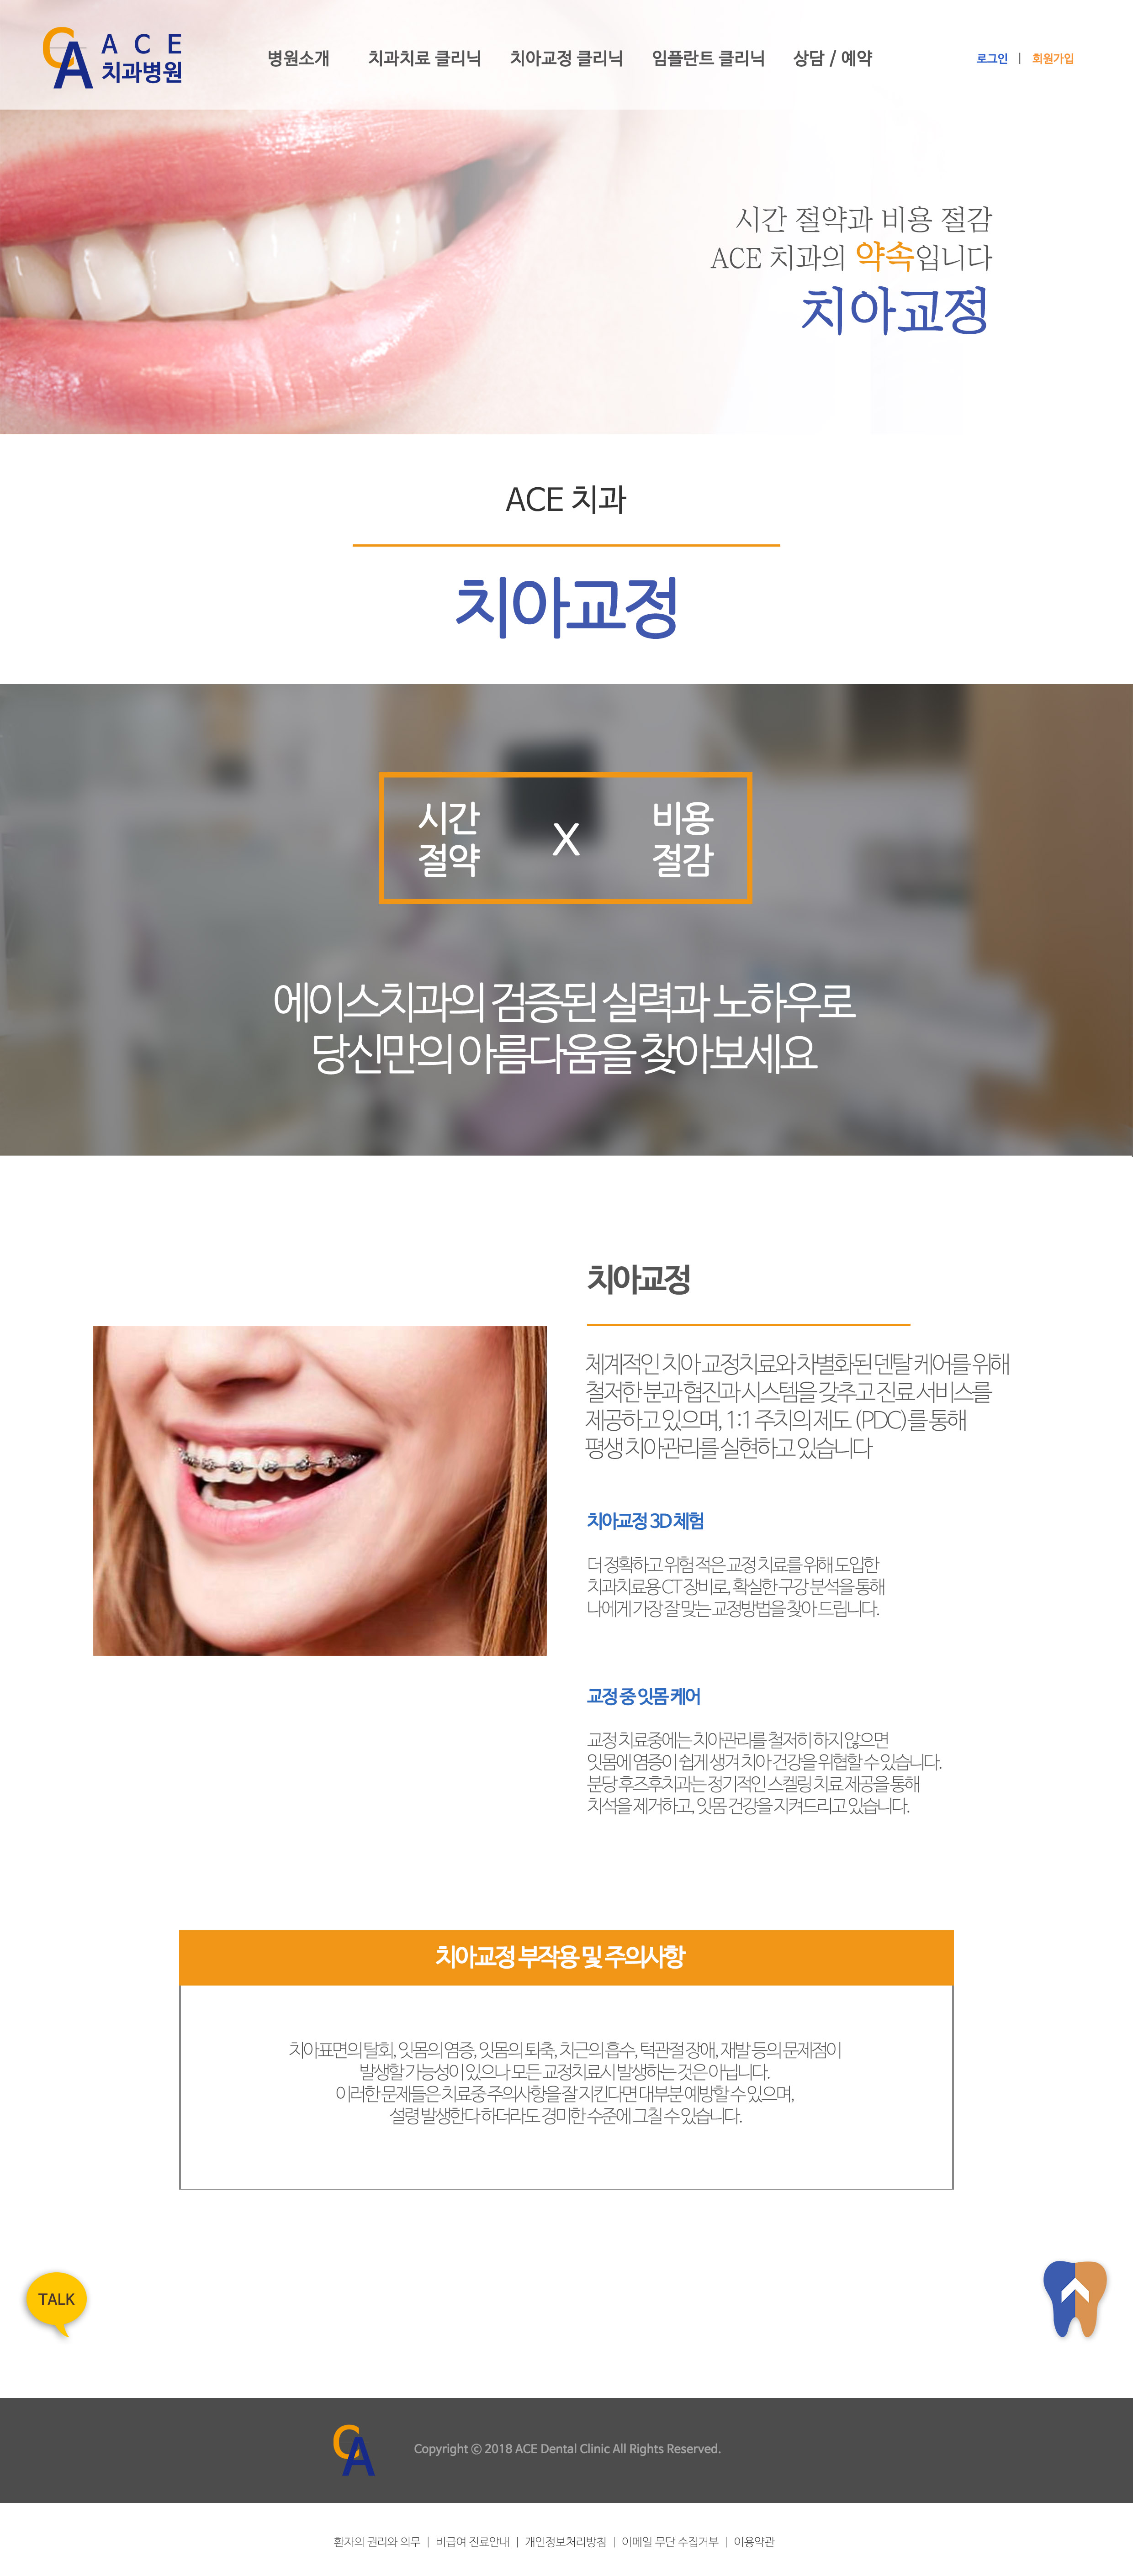 CA ACE
치과병원
병원소개 치과치료 클리닉 치아교정 클리닉 임플란트 클리닉 상담 / 예약
로그인 | 회원가입
시간 절약과 비용 절감
ACE 치과의 약속입니다
치아교정
ACE 치과
치아교정
시간 절약 X 비용 절감
에이스치과의 검증된 실력과 노하우로
당신만의 아름다움을 찾아보세요
치아교정
체계적인 치아 교정치료와 차별화된 덴탈 케어를 위해
철저한 분과 협진과 시스템을 갖추고 진료 서비스를
제공하고 있으며, 1:1 주치의 제도 (PDC)를 통해
평생 치아관리를 실현하고 있습니다
치아교정 3D 체험
더 정확하고 위험 적은 교정 치료를 위해 도입한
치과치료용 CT 장비로, 확실한 구강 분석을 통해
나에게 가장 잘 맞는 교정방법을 찾아 드립니다.
교정 중 잇몸 케어
교정 치료중에는 치아관리를 철저히 하지 않으면
잇몸에 염증이 쉽게 생겨 치아 건강을 위협할 수 있습니다.
분당 후즈후치과는 정기적인 스켈링 치료 제공을 통해
치석을 제거하고, 잇몸 건강을 지켜드리고 있습니다.
치아교정 부작용 및 주의사항
치아표면의 탈회, 잇몸의 염증, 잇몸의 퇴축, 치근의 흡수, 턱관절 장애, 재발 등의 문제점이
발생할 가능성이 있으나 모든 교정치료시 발생하는 것은 아닙니다.
이러한 문제들은 치료중 주의사항을 잘 지킨다면 대부분 예방할 수 있으며,
설령 발생한다 하더라도 경미한 수준에 그칠 수 있습니다.
TALK
CA
Copyright ⓒ 2018 ACE Dental Clinic All Rights Reserved.
환자의 권리와 의무 | 비급여 진료안내 | 개인정보처리방침 | 이메일 무단 수집거부 | 이용약관